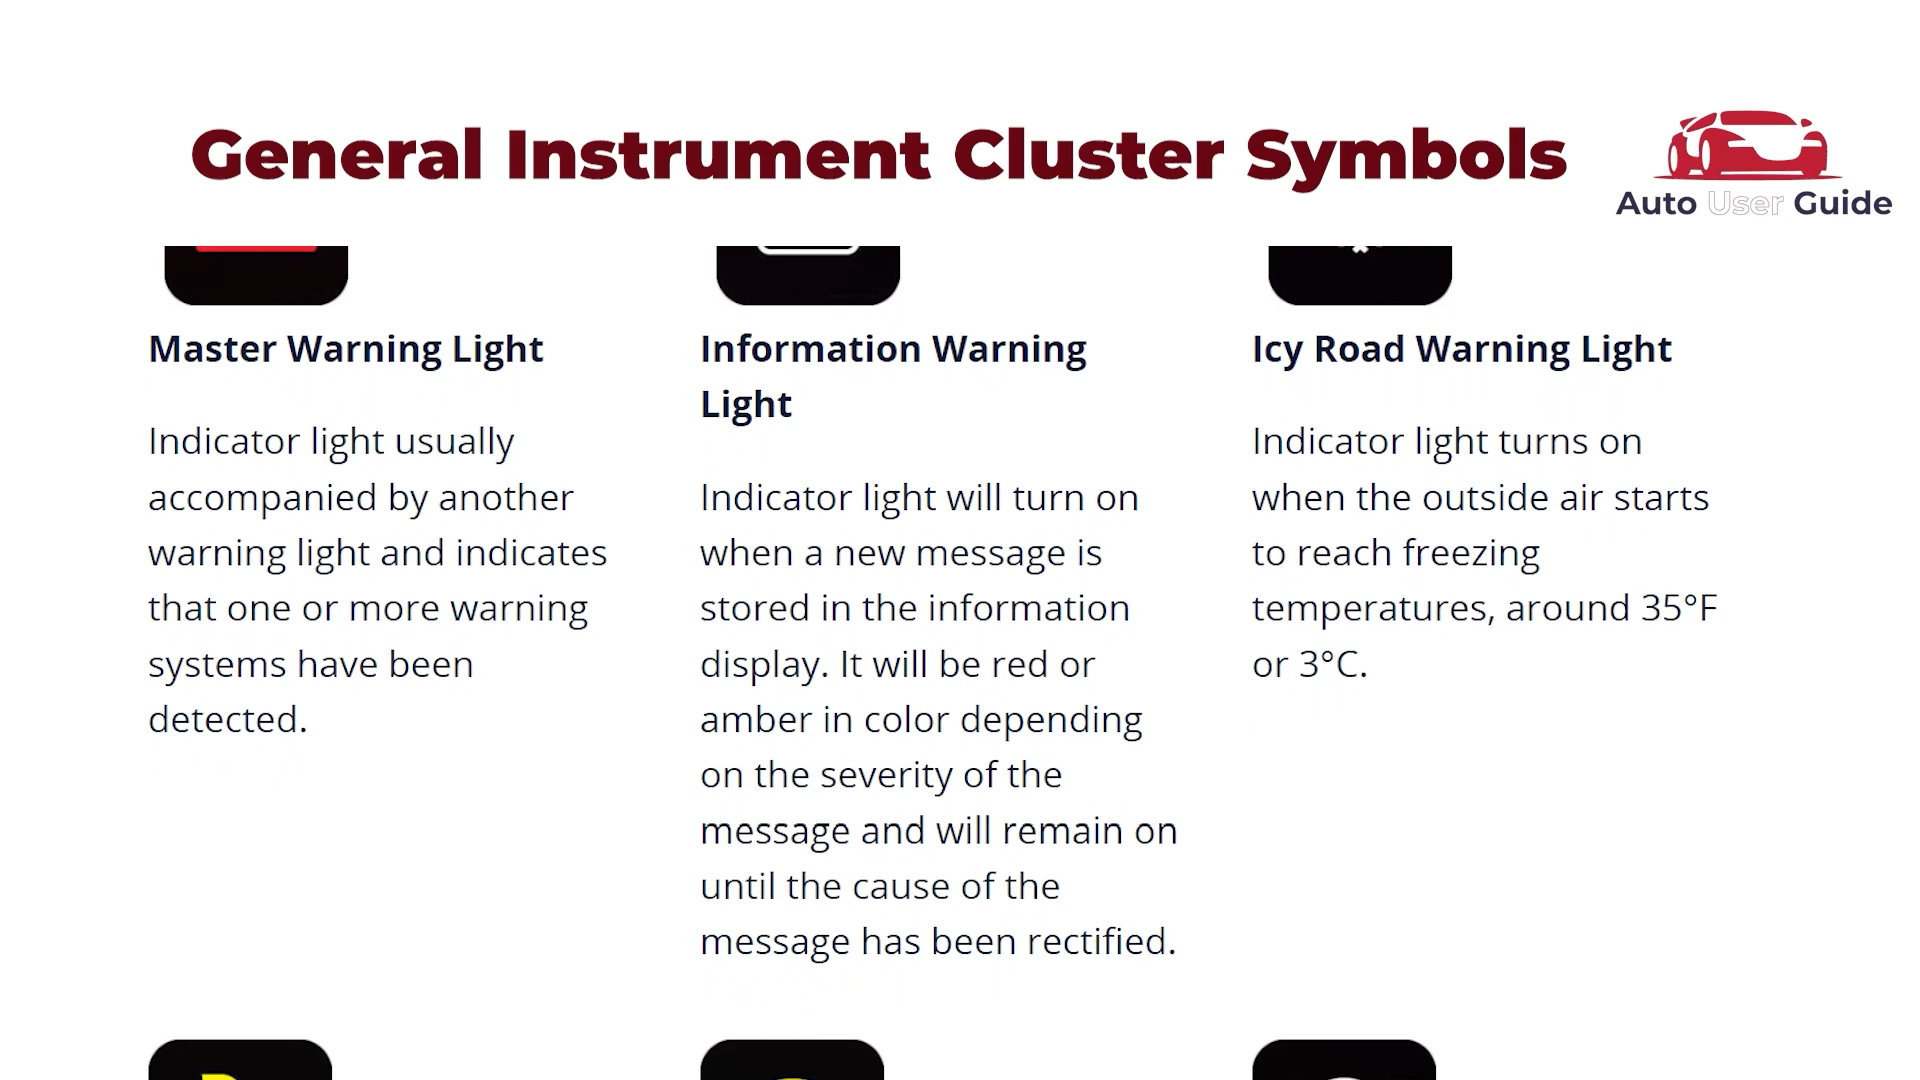 General Instrument Cluster Symbols
Auto User Guide
Master Warning Light
Indicator light usually
accompanied by another
warning light and indicates
that one or more warning
systems have been
detected.
Information Warning
Light
Indicator light will turn on
when a new message is
stored in the information
display. It will be red or
amber in color depending
on the severity of the
message and will remain on
until the cause of the
message has been rectified.
Icy Road Warning Light
Indicator light turns on
when the outside air starts
to reach freezing
temperatures, around 35°F
or 3°C.